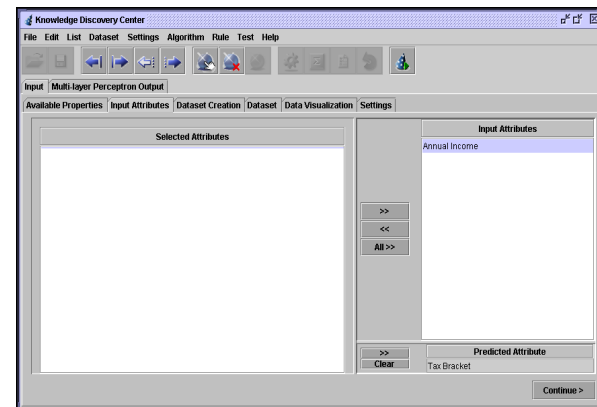 Knowledge Discovery Center
File Edit List Dataset Settings Algorithm Rule Test Help
Input Multi-layer Perceptron Output
Available Properties Input Attributes Dataset Creation Dataset Data Visualization Settings
Selected Attributes
Input Attributes
Annual Income
>>
<<
All >>
>>
Clear
Predicted Attribute
Tax Bracket
Continue >